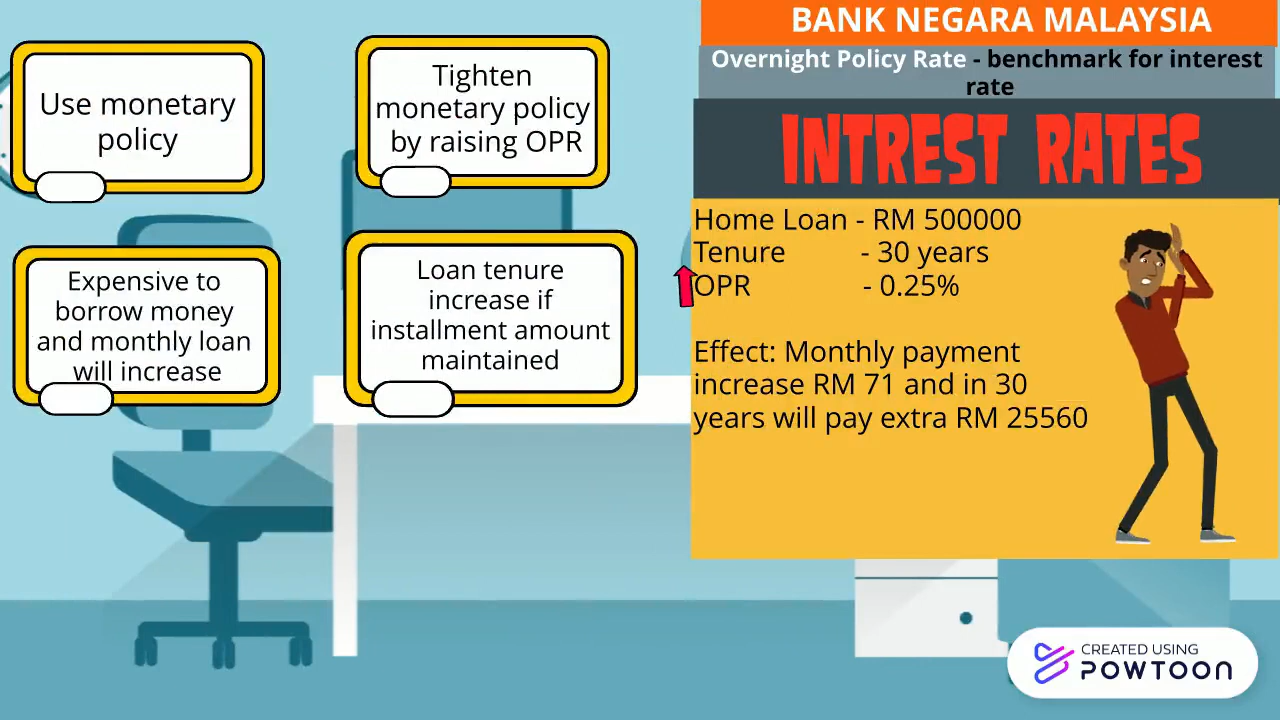 Use monetary
policy
Tighten
monetary policy
by raising OPR
Expensive to
borrow money
and monthly loan
will increase
Loan tenure
increase if
installment amount
maintained
BANK NEGARA MALAYSIA
Overnight Policy Rate - benchmark for interest
rate
INTREST RATES
Home Loan - RM 500000
Tenure - 30 years
OPR - 0.25%
Effect: Monthly payment
increase RM 71 and in 30
years will pay extra RM 25560
CREATED USING
POWTOON